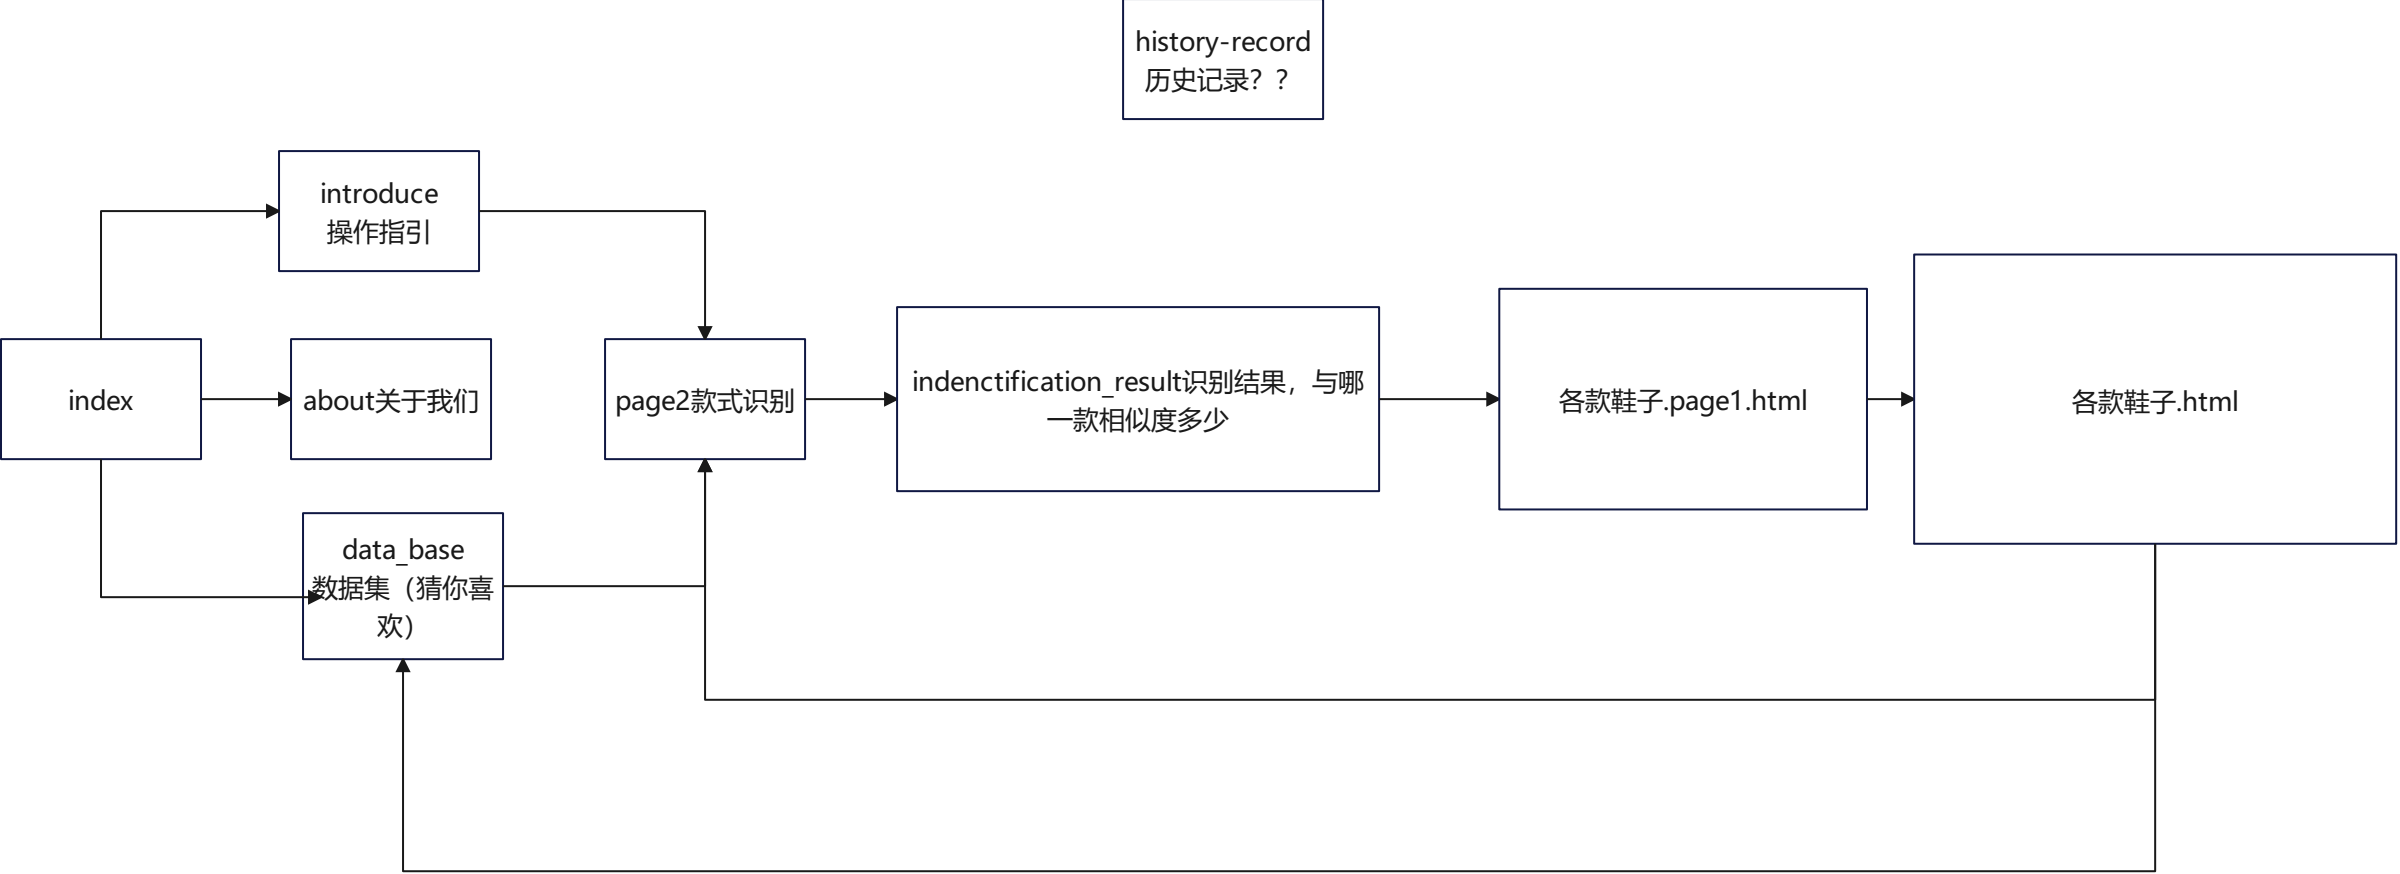 history-record
历史记录？？
introduce
操作指引
index
about关于我们
page2款式识别
indenctification_result识别结果，与哪
一款相似度多少
各款鞋子.page1.html
各款鞋子.html
data_base
数据集（猜你喜
欢）